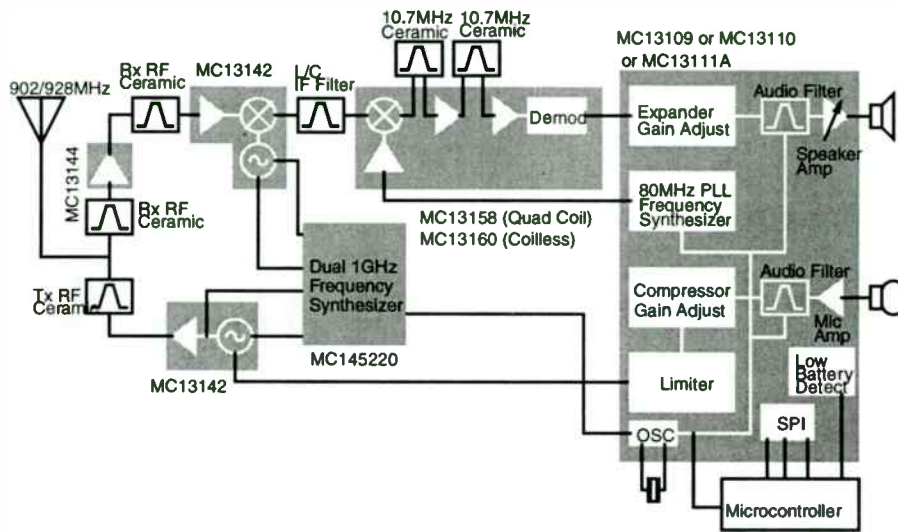 10.7MHz
Ceramic
10.7MHz
Ceramic
MC13109 or MC13110
or MC13111A
902/928MHz
Rx RF
Ceramic
MC13142
L/C
IF Filter
Demod
Expander
Gain Adjust
Audio Filter
Speaker
Amp
MC13144
Rx RF
Ceramic
MC13158 (Quad Coil)
MC13160 (Coilless)
80MHz PLL
Frequency
Synthesizer
Dual 1GHz
Frequency
Synthesizer
Tx RF
Ceramic
MC13142
MC145220
Compressor
Gain Adjust
Audio Filter
Mic
Amp
Limiter
Low
Battery
Detect
OSC
SPI
Microcontroller